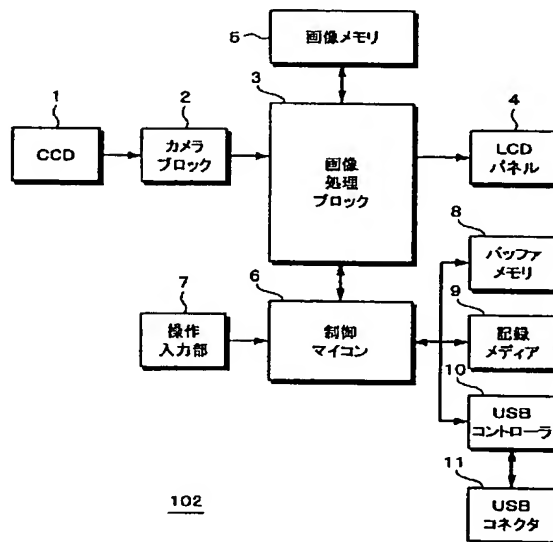 5
画像メモリ
1
2
3
4
CCD
カメラ
ブロック
画像
処理
ブロック
LCD
パネル
8
バッファ
メモリ
7
6
9
操作
入力部
制御
マイコン
記録
メディア
10
USB
コントローラ
11
102
USB
コネクタ